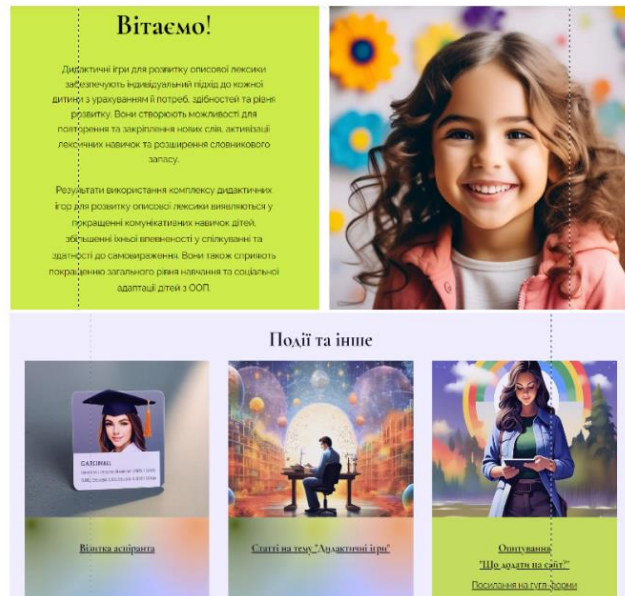 Вітаємо!
Дидактичні ігри для розвитку описової лексики
забезпечують індивідуальний підхід до кожної
дитини з урахуванням її потреб, здібностей та рівня
розвитку. Вони створюють можливості для
повторення та закріплення нових слів, активізації
лексичних навичок та розширення словникового
запасу.
Результати використання комплексу дидактичних
ігор для розвитку описової лексики виявляються у
покращенні комунікативних навичок дітей,
збільшенні їхньої впевненості у спілкуванні та
здатності до самовираження. Вони також сприяють
покращенню загального рівня навчання та соціальної
адаптації дітей з ООП.
Події та інше
Візитка аспіранта
Статті на тему "Дидактичні ігри"
Опитування
"Що додати на сайт?"
Посилання на гугл-форми